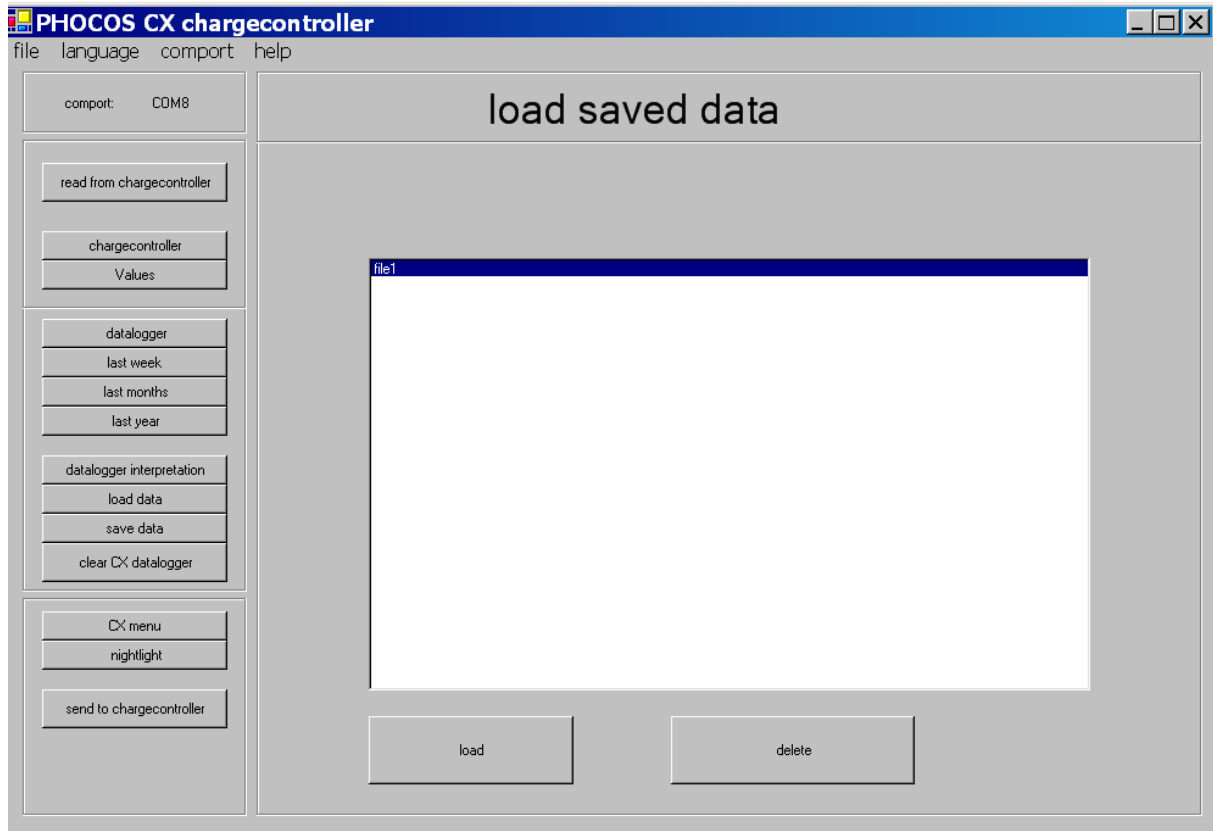 PHOCOS CX chargecontroller
file language comport help
comport: COM8
load saved data
read from chargecontroller
chargecontroller
Values
file1
datalogger
last week
last months
last year
datalogger interpretation
load data
save data
clear CX datalogger
CX menu
nightlight
send to chargecontroller
load
delete